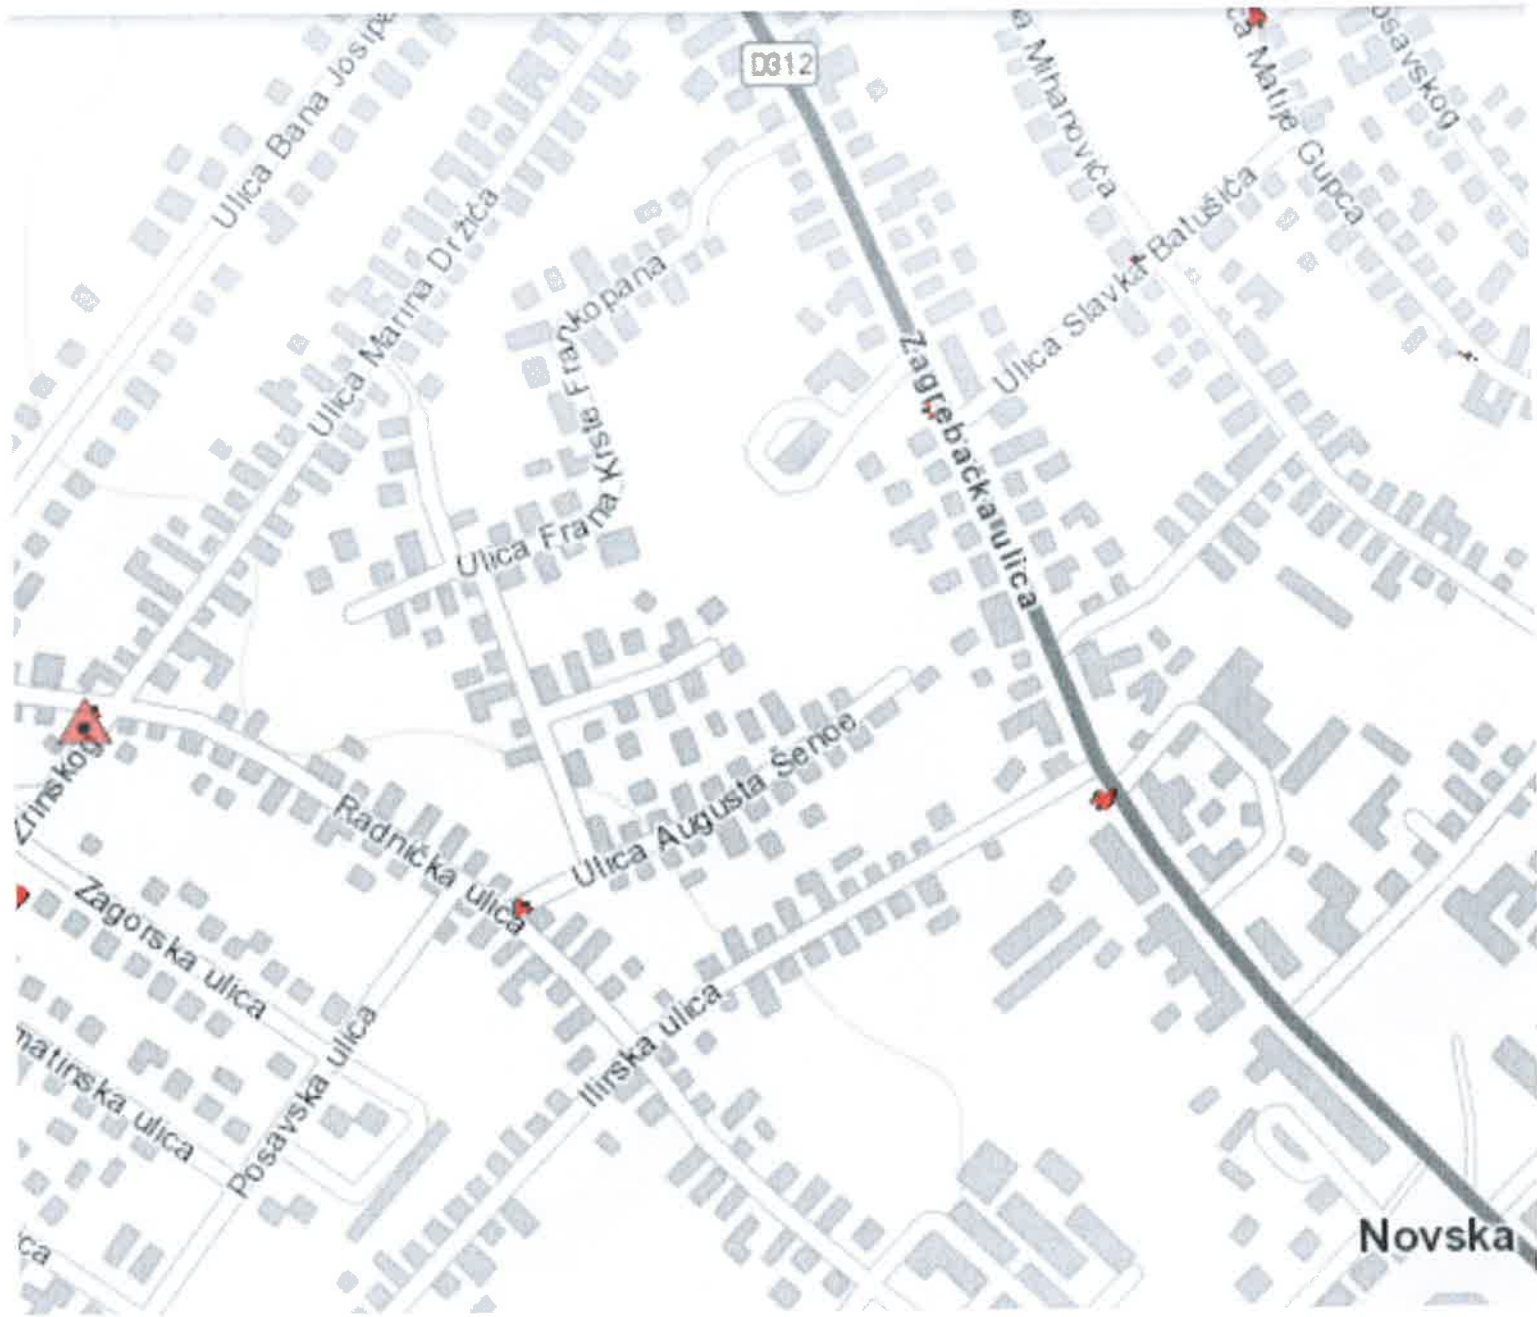 D312
Ulica Bana Josipa
Mihanovića
Matije Gupca
Ulica Marina Držića
Ulica Slavka Batušića
Ulica Frana Krste Frankopana
Zagrebačka ulica
Ulica Augusta Šenoe
Zrinskog
Radnička ulica
Zagorska ulica
Ilirska ulica
matinska ulica
Posavska ulica
Novska